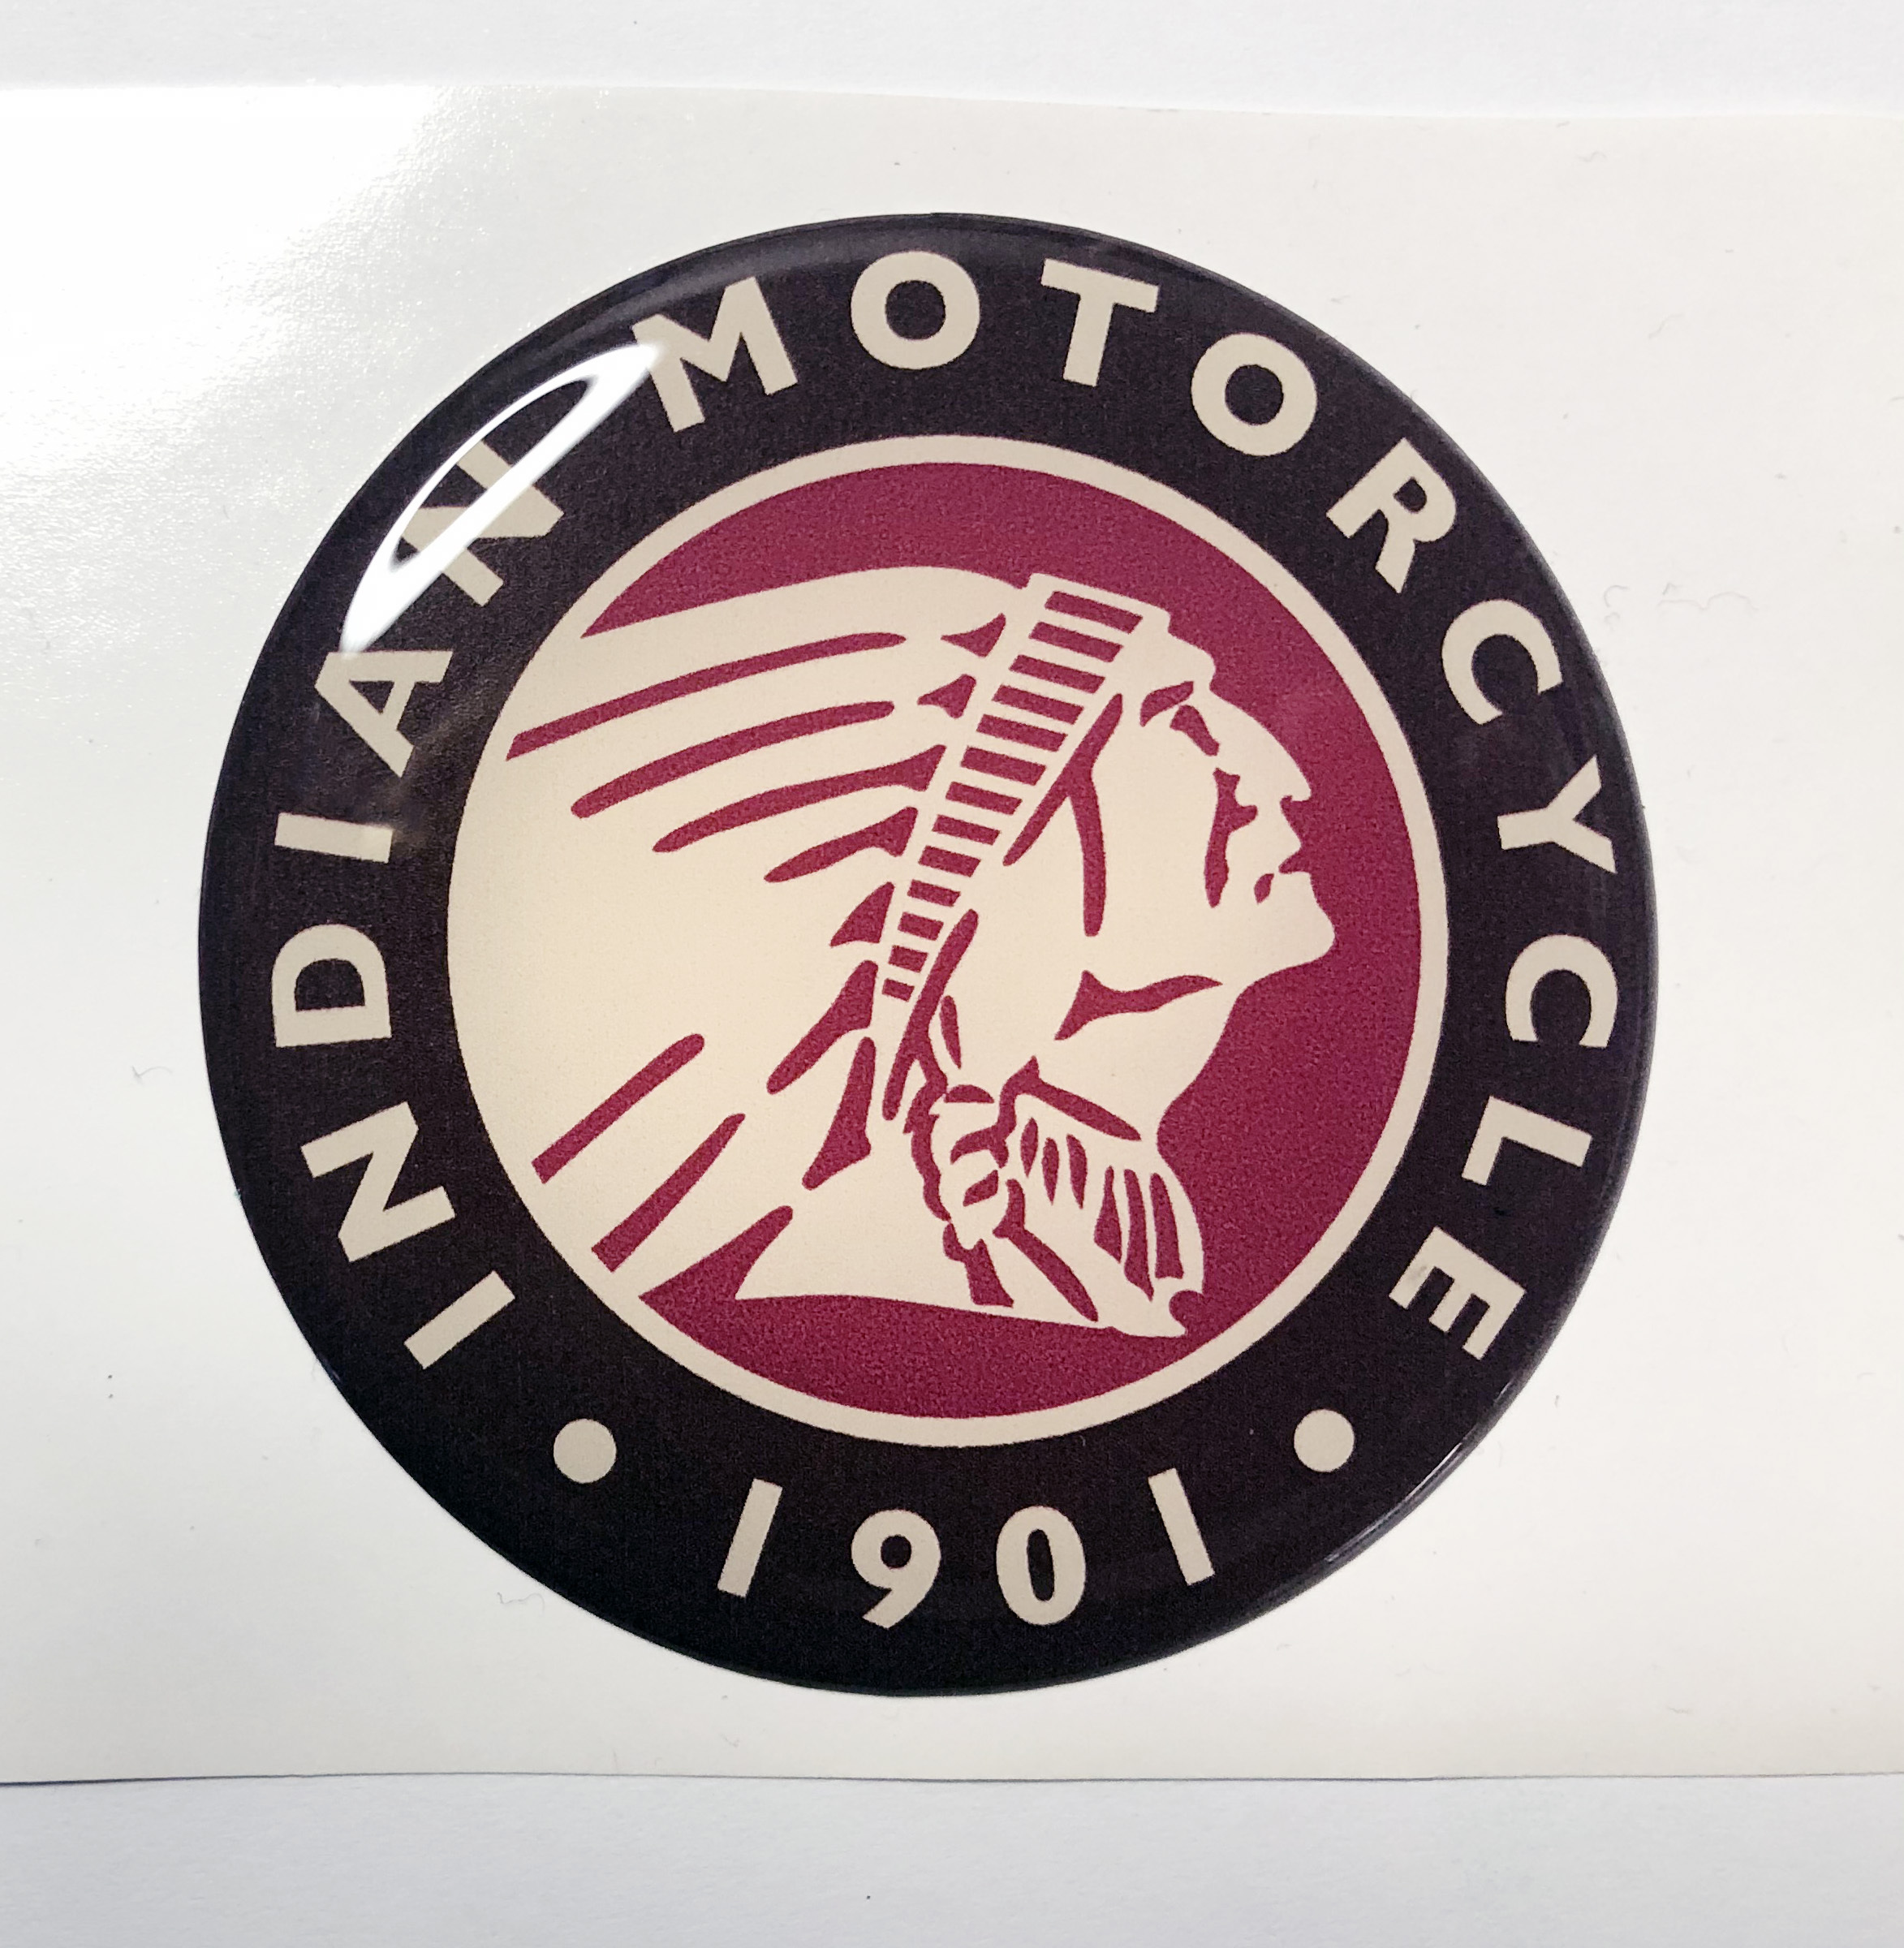 INDIAN MOTORCYCLE
• 1901 •